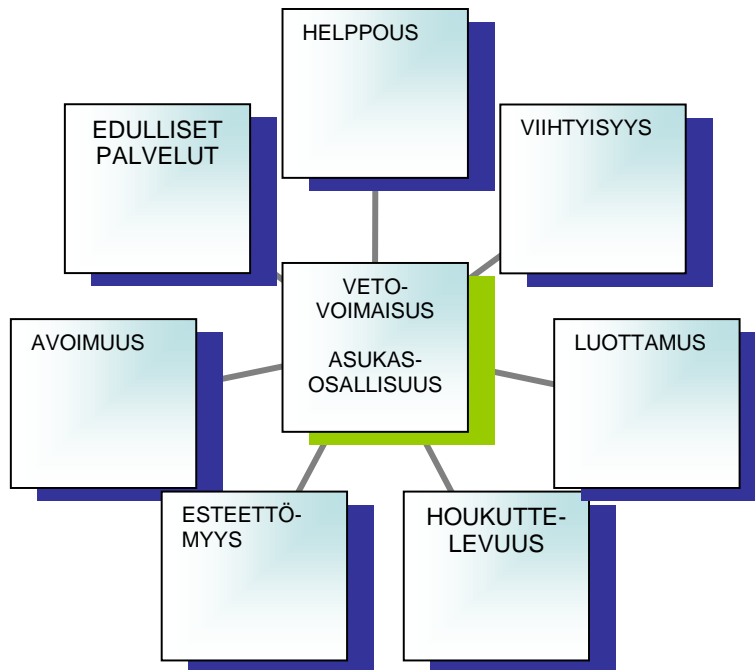 HELPPOUS
EDULLISET
PALVELUT
VIIHTYISYYS
VETO-
VOIMAISUS
ASUKAS-
OSALLISUUS
AVOIMUUS
LUOTTAMUS
ESTEETTÖ-
MYYS
HOUKUTTE-
LEVUUS